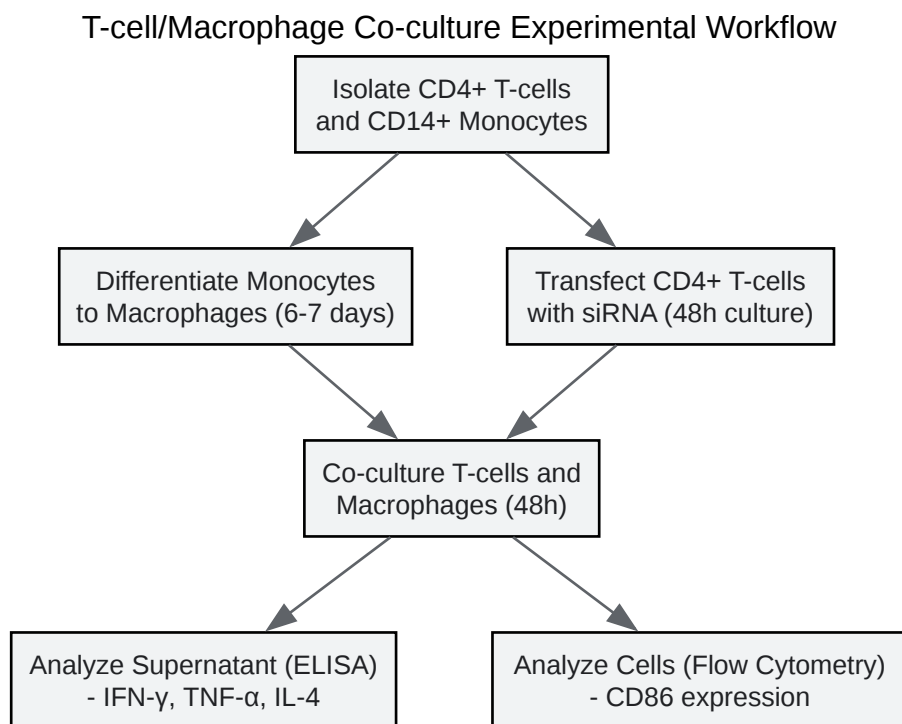 T-cell/Macrophage Co-culture Experimental Workflow
Isolate CD4+ T-cells
and CD14+ Monocytes
Differentiate Monocytes
to Macrophages (6-7 days)
Transfect CD4+ T-cells
with siRNA (48h culture)
Co-culture T-cells and
Macrophages (48h)
Analyze Supernatant (ELISA)
- IFN-γ, TNF-α, IL-4
Analyze Cells (Flow Cytometry)
- CD86 expression